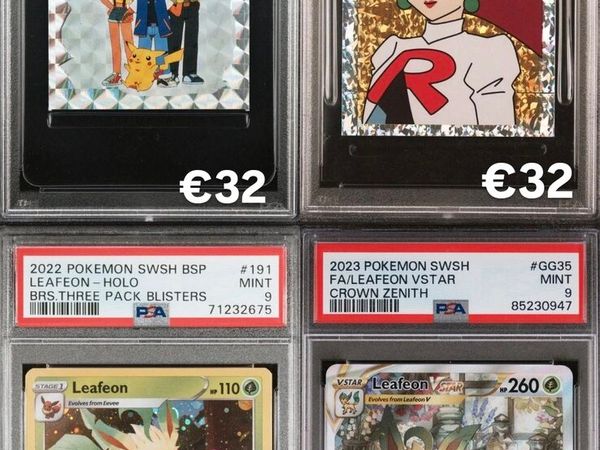 R
€32
€32
2022 POKEMON SWSH BSP #191
LEAFEON - HOLO MINT
BRS.THREE PACK BLISTERS 9
PSA 71232675
2023 POKEMON SWSH #GG35
FA/LEAFEON VSTAR MINT
CROWN ZENITH 9
PSA 85230947
STAGE 1 Leafeon HP 110
Evolves from Eevee
VSTAR Leafeon VSTAR HP 260
Evolves from Leafeon V